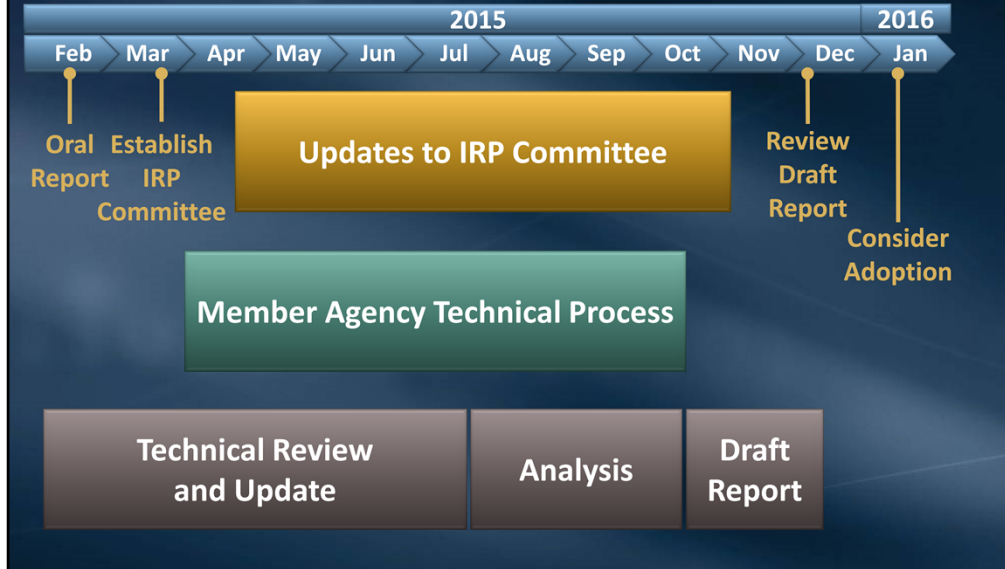 2015 2016
Feb Mar Apr May Jun Jul Aug Sep Oct Nov Dec Jan
Oral
Report
Establish
IRP
Committee
Updates to IRP Committee
Review
Draft
Report
Consider
Adoption
Member Agency Technical Process
Technical Review
and Update
Analysis
Draft
Report